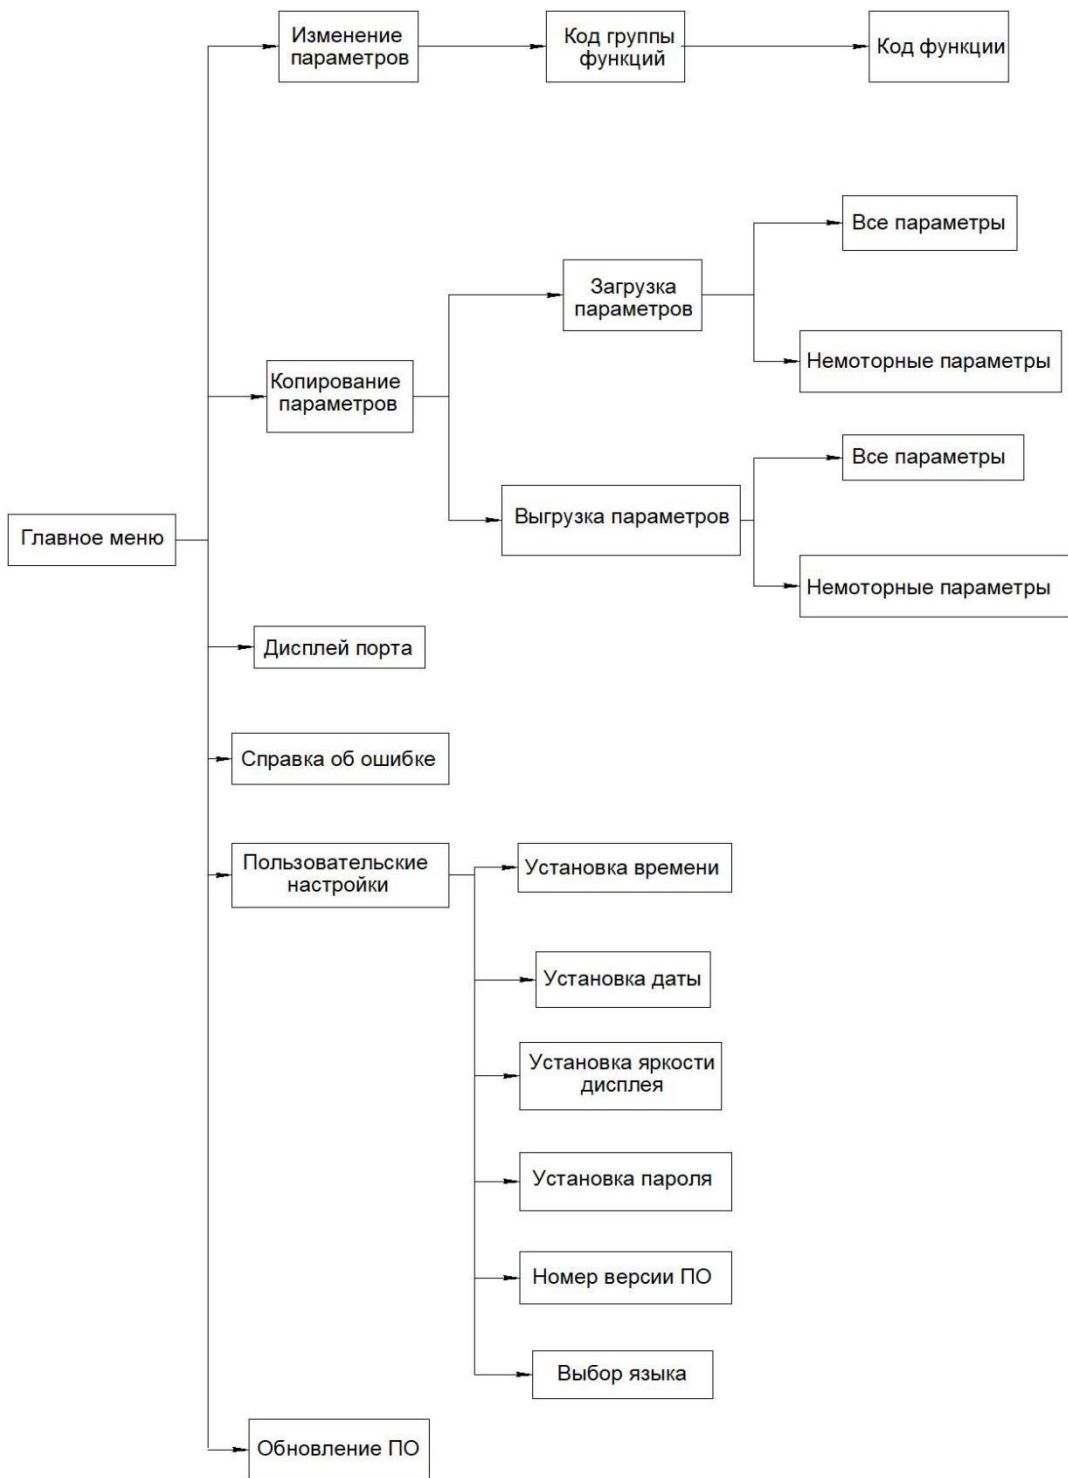 Изменение
параметров
Код группы
функций
Код функции
Все параметры
Загрузка
параметров
Немоторные параметры
Копирование
параметров
Все параметры
Выгрузка параметров
Главное меню
Немоторные параметры
Дисплей порта
Справка об ошибке
Пользовательские
настройки
Установка времени
Установка даты
Установка яркости
дисплея
Установка пароля
Номер версии ПО
Выбор языка
Обновление ПО